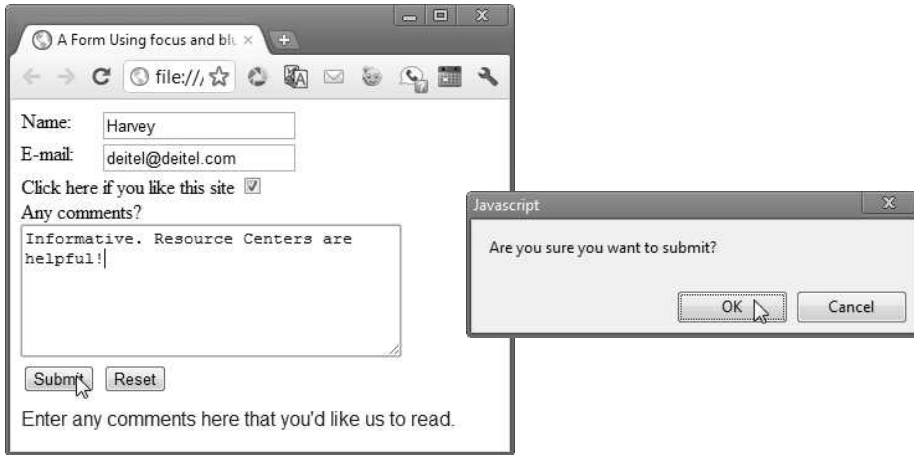 A Form Using focus and blu
file:///
Name:
Harvey
E-mail:
deitel@deitel.com
Click here if you like this site
Any comments?
Informative. Resource Centers are
helpful!
Submit Reset
Enter any comments here that you'd like us to read.
Javascript
Are you sure you want to submit?
OK Cancel